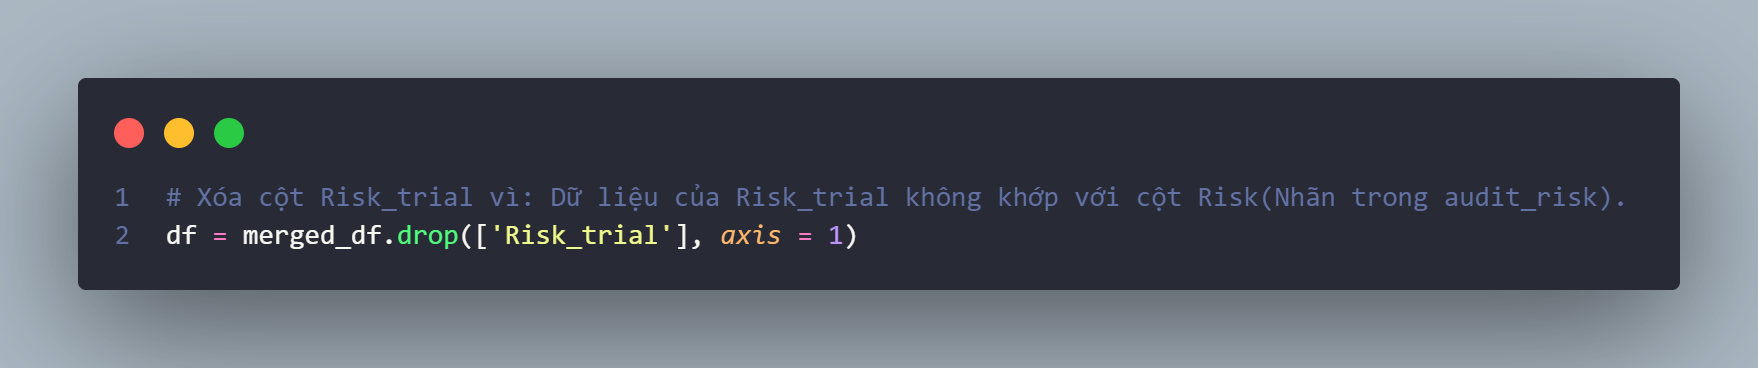 1 # Xóa cột Risk_trial vì: Dữ liệu của Risk_trial không khớp với cột Risk(Nhãn trong audit_risk).
2 df = merged_df.drop(['Risk_trial'], axis = 1)